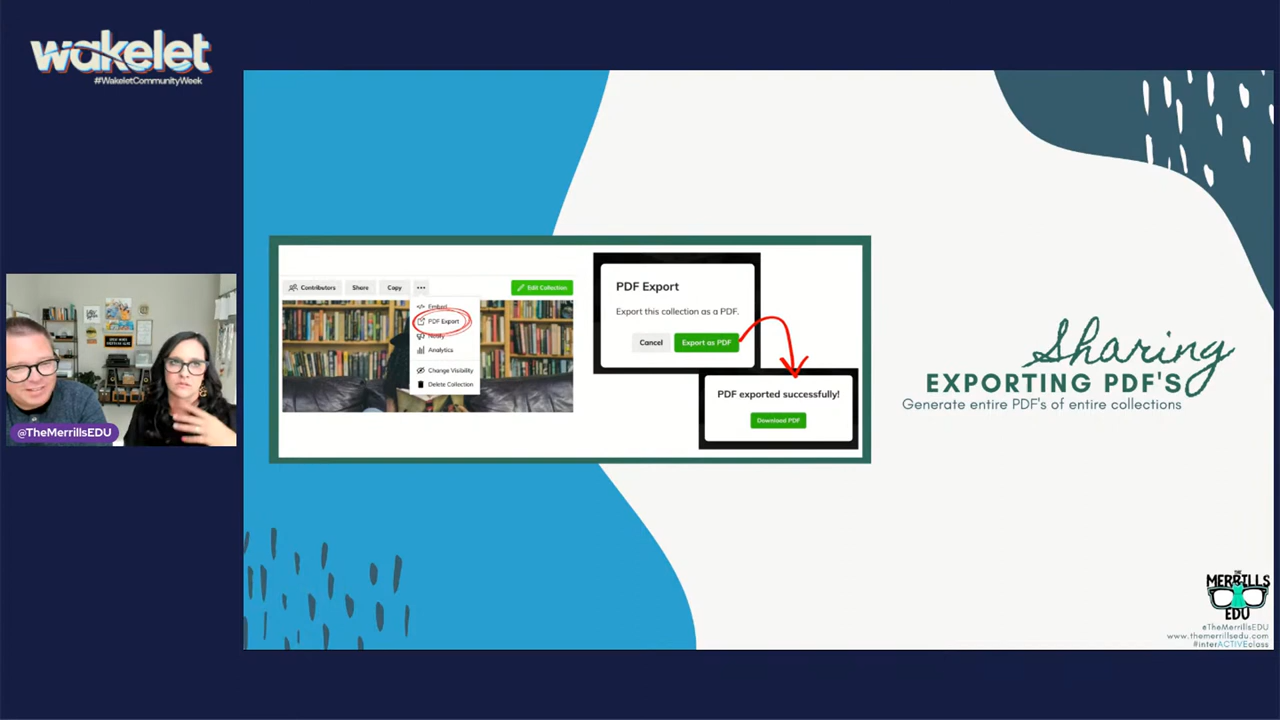 wakelet
#WakeletCommunityWeek
@TheMerrillsEDU
Contributors
Share
Copy
Edit Collection
Embed
PDF Export
Notify
Analytics
Change Visibility
Delete Collection
PDF Export
Export this collection as a PDF.
Cancel
Export as PDF
PDF exported successfully!
Download PDF
Sharing
EXPORTING PDF'S
Generate entire PDF's of entire collections
THE
MERRILLS
EDU
@TheMerrillsEDU
www.themerrillsedu.com
#interACTIVEclass